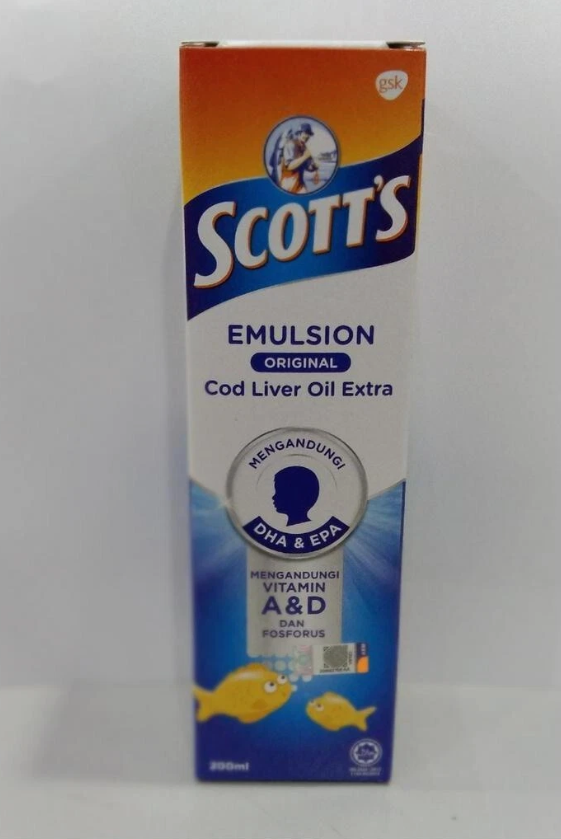 gsk
SCOTT'S
EMULSION
ORIGINAL
Cod Liver Oil Extra
MENGANDUNGI
DHA & EPA
MENGANDUNGI
VITAMIN
A&D
DAN
FOSFORUS
200ml